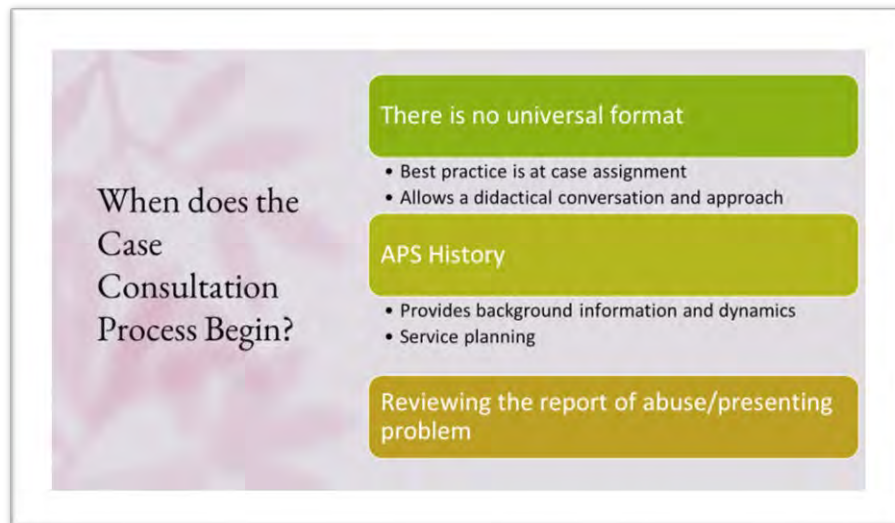 When does the
Case
Consultation
Process Begin?
There is no universal format
• Best practice is at case assignment
• Allows a didactical conversation and approach
APS History
• Provides background information and dynamics
• Service planning
Reviewing the report of abuse/presenting
problem